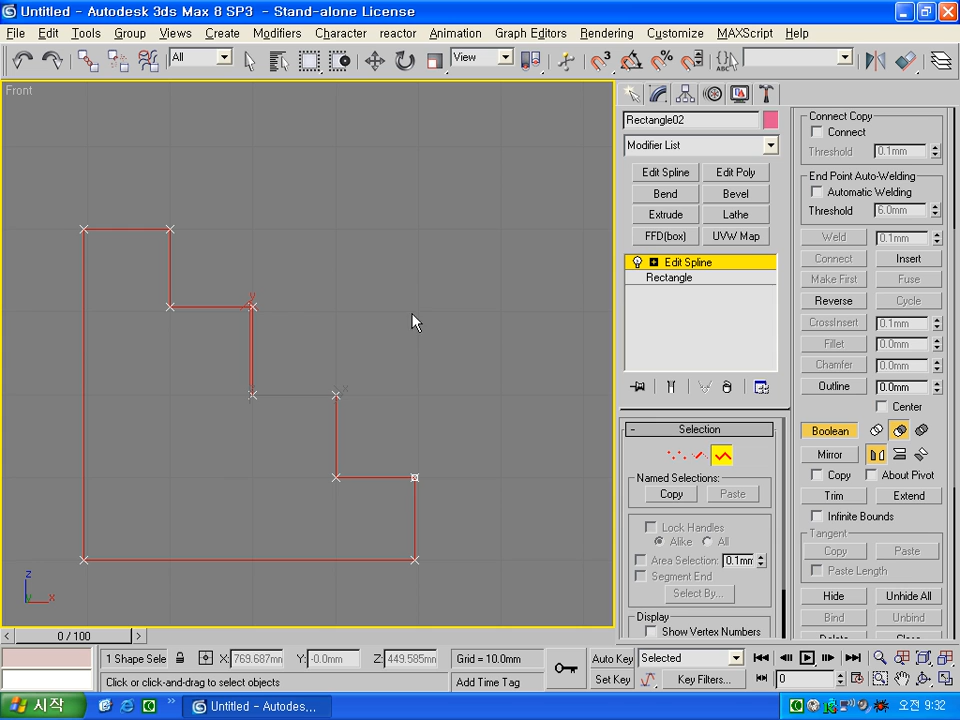 Untitled - Autodesk 3ds Max 8 SP3 - Stand-alone License
File Edit Tools Group Views Create Modifiers Character reactor Animation Graph Editors Rendering Customize MAXScript Help
All View
Front
Rectangle02
Modifier List
Edit Spline Edit Poly
Bend Bevel
Extrude Lathe
FFD(box) UVW Map
Edit Spline
Rectangle
Selection
Named Selections:
Copy Paste
Lock Handles
Alike All
Area Selection: 0.1mm
Segment End
Select By...
Display
Show Vertex Numbers
Connect Copy
Connect
Threshold 0.1mm
End Point Auto-Welding
Automatic Welding
Threshold 6.0mm
Weld 0.1mm
Connect Insert
Make First Fuse
Reverse Cycle
CrossInsert 0.1mm
Fillet 0.0mm
Chamfer 0.0mm
Outline 0.0mm
Center
Boolean
Mirror
Copy About Pivot
Trim Extend
Infinite Bounds
Tangent
Copy Paste
Paste Length
Hide Unhide All
Bind Unbind
Delete Close
y
x
z
y x
0 / 100
1 Shape Sele X: 769.687mm Y: -0.0mm Z: 449.585mm Grid = 10.0mm Auto Key Selected
Click or click-and-drag to select objects Add Time Tag Set Key Key Filters... 0
시작 Untitled - Autodes... 오전 9:32